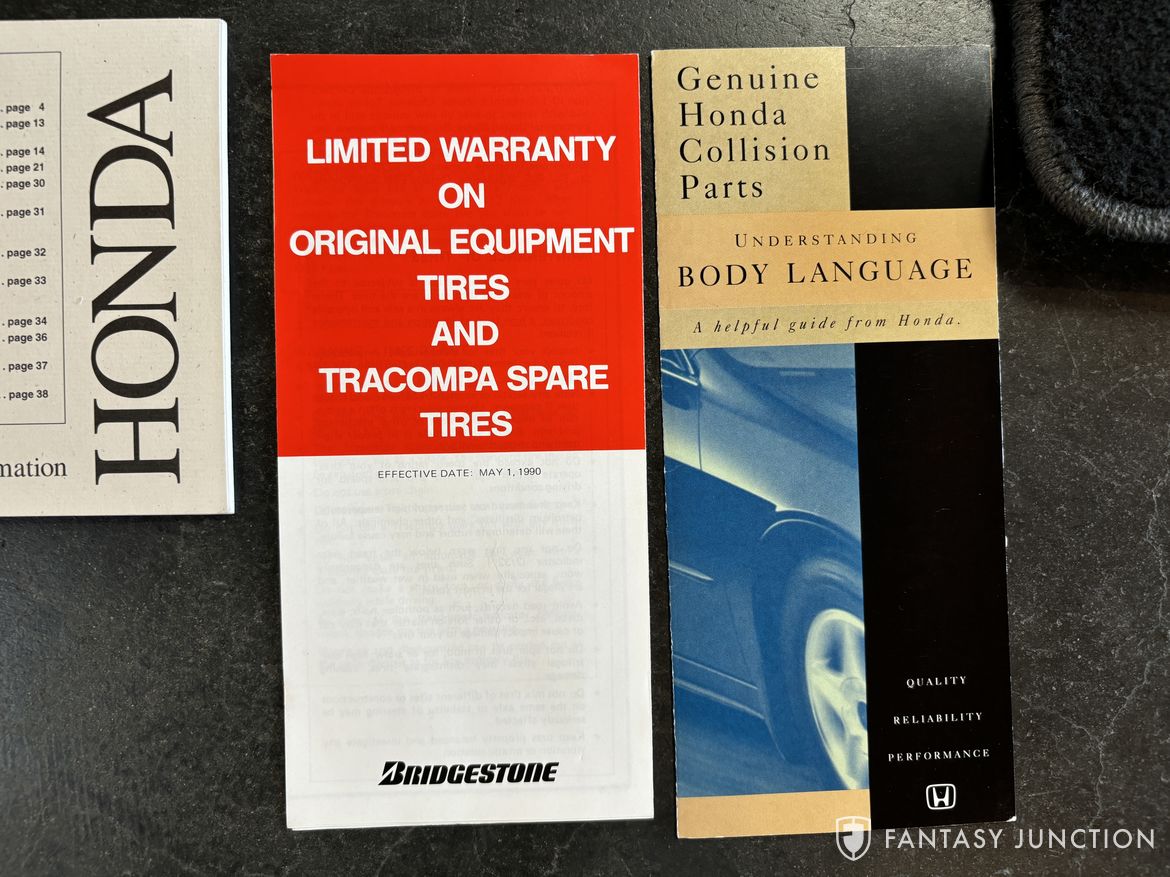 . page 4
. page 13
. page 14
. page 21
. page 30
. page 31
. page 32
. page 33
. page 34
. page 36
. page 37
. . page 38
mation
HONDA
LIMITED WARRANTY
ON
ORIGINAL EQUIPMENT
TIRES
AND
TRACOMPA SPARE
TIRES
EFFECTIVE DATE: MAY 1, 1990
BRIDGESTONE
Genuine
Honda
Collision
Parts
UNDERSTANDING
BODY LANGUAGE
A helpful guide from Honda.
QUALITY
RELIABILITY
PERFORMANCE
FANTASY JUNCTION